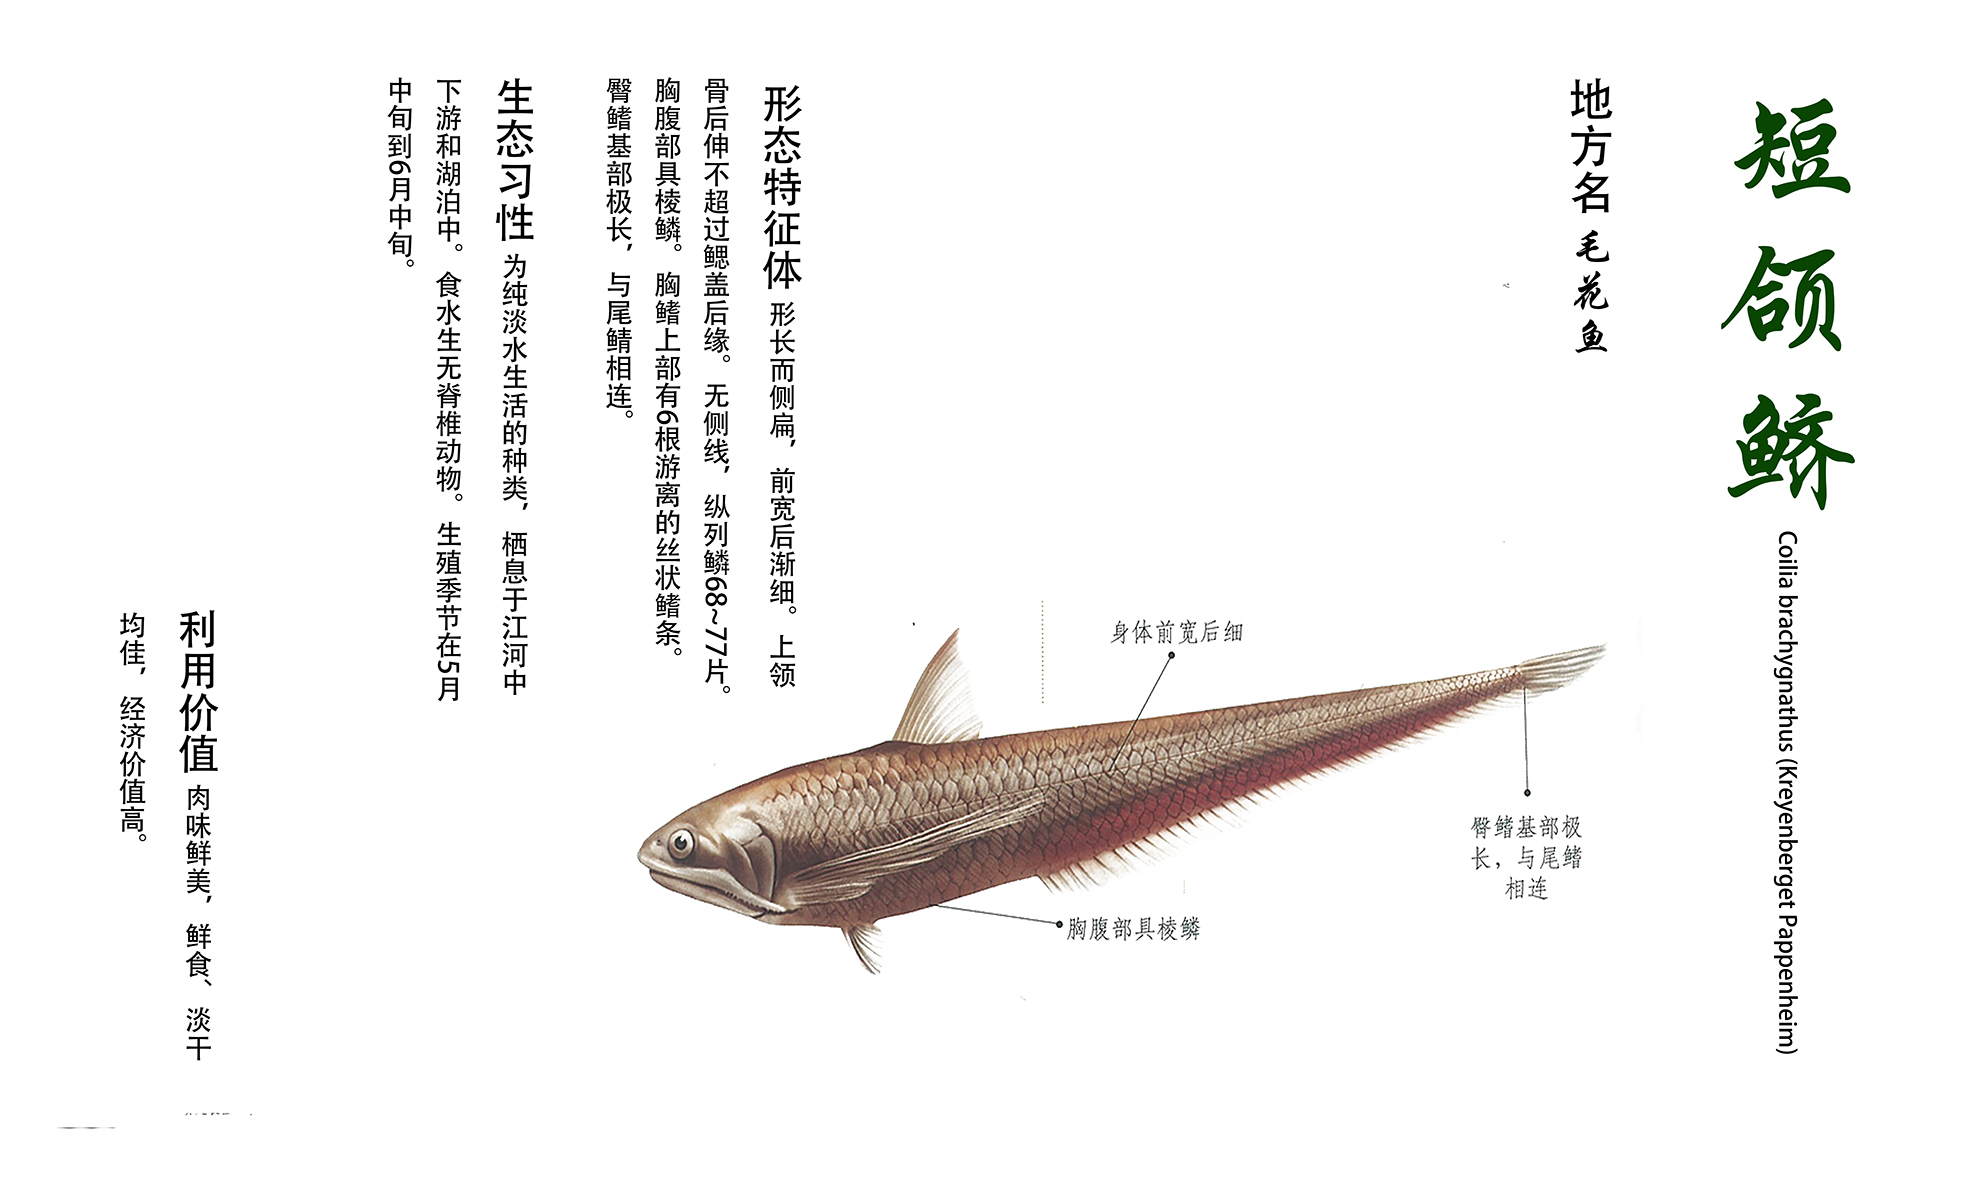 短颌鲚
Coilia brachygnathus (Kreyenberget Pappenheim)
地方名 毛花鱼
身体前宽后细
臀鳍基部极
长，与尾鳍
相连
胸腹部具棱鳞
形态特征体 形长而侧扁，前宽后渐细。上领
骨后伸不超过鳃盖后缘。无侧线，纵列鳞68~77片。
胸腹部具棱鳞。胸鳍上部有6根游离的丝状鳍条。
臀鳍基部极长，与尾鲭相连。
生态习性 为纯淡水生活的种类，栖息于江河中
下游和湖泊中。食水生无脊椎动物。生殖季节在5月
中旬到6月中旬。
利用价值 肉味鲜美，鲜食、淡干
均佳，经济价值高。